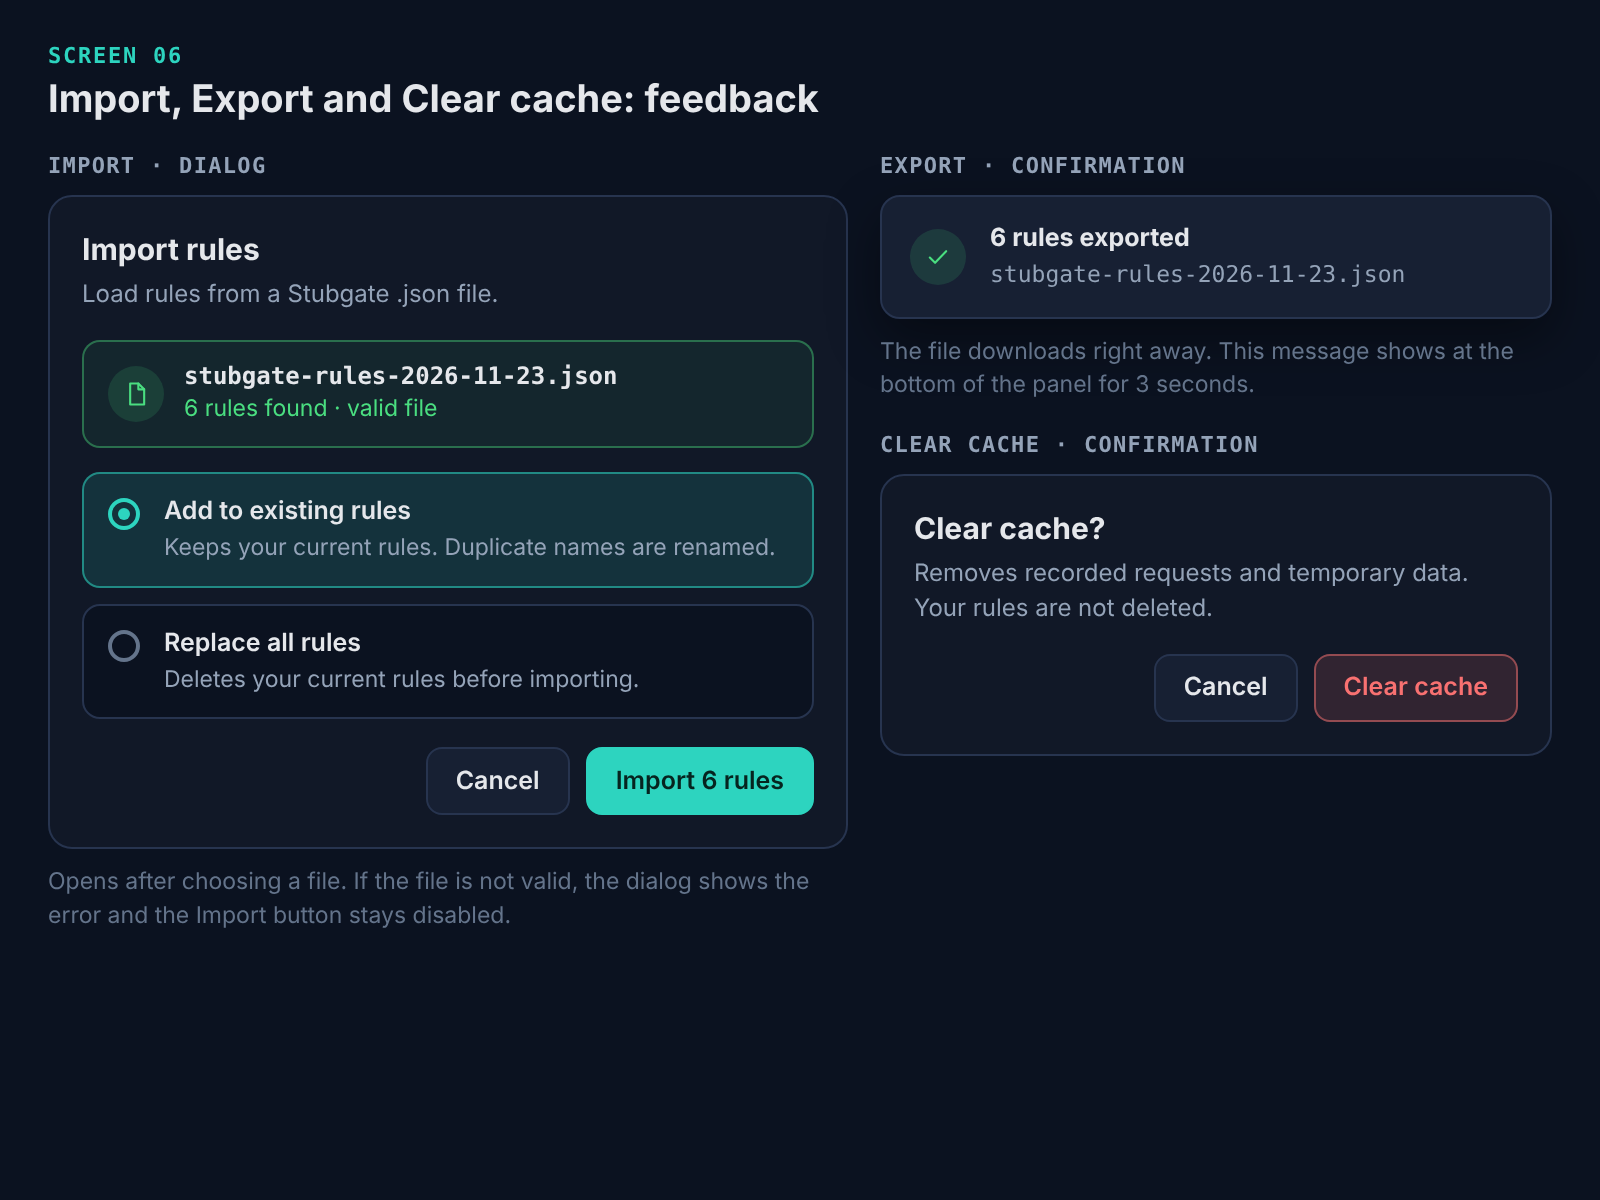 SCREEN 06
Import, Export and Clear cache: feedback
IMPORT · DIALOG
Import rules
Load rules from a Stubgate .json file.
stubgate-rules-2026-11-23.json
6 rules found · valid file
Add to existing rules
Keeps your current rules. Duplicate names are renamed.
Replace all rules
Deletes your current rules before importing.
Cancel
Import 6 rules
Opens after choosing a file. If the file is not valid, the dialog shows the
error and the Import button stays disabled.
EXPORT · CONFIRMATION
6 rules exported
stubgate-rules-2026-11-23.json
The file downloads right away. This message shows at the
bottom of the panel for 3 seconds.
CLEAR CACHE · CONFIRMATION
Clear cache?
Removes recorded requests and temporary data.
Your rules are not deleted.
Cancel
Clear cache